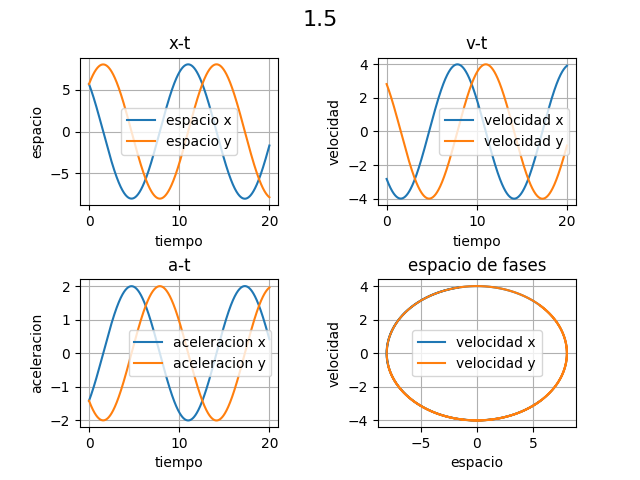 1.5
x-t
espacio
5
0
−5
espacio x
espacio y
0
10
20
tiempo
v-t
velocidad
4
2
0
−2
−4
velocidad x
velocidad y
0
10
20
tiempo
a-t
aceleracion
2
1
0
−1
−2
aceleracion x
aceleracion y
0
10
20
tiempo
espacio de fases
velocidad
4
2
0
−2
−4
velocidad x
velocidad y
−5
0
5
espacio